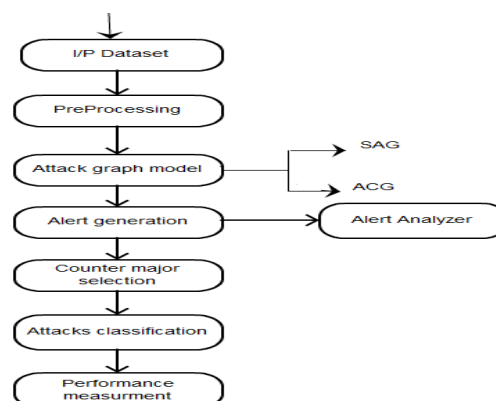 I/P Dataset
PreProcessing
Attack graph model
SAG
ACG
Alert generation
Alert Analyzer
Counter major
selection
Attacks classification
Performance
measurment